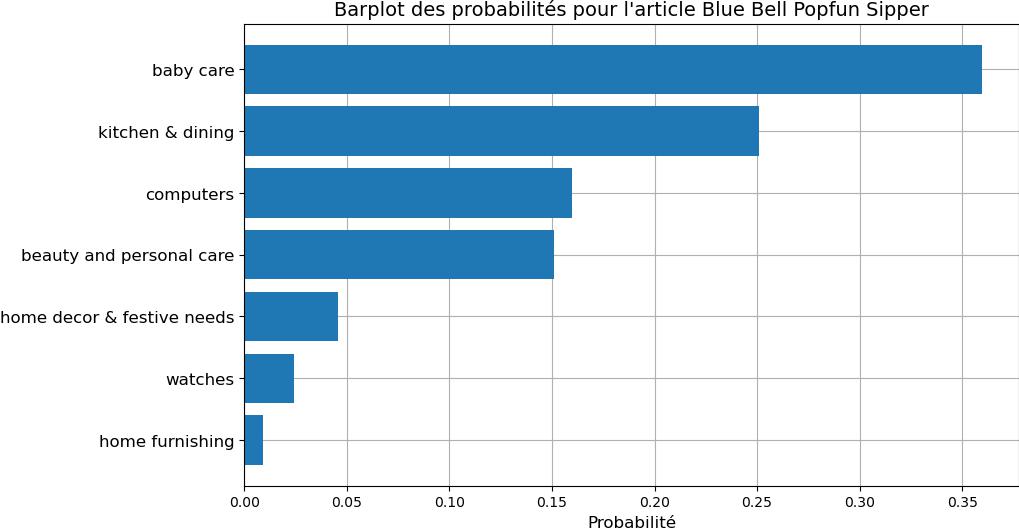 Barplot des probabilités pour l'article Blue Bell Popfun Sipper
baby care
kitchen & dining
computers
beauty and personal care
home decor & festive needs
watches
home furnishing
0.00 0.05 0.10 0.15 0.20 0.25 0.30 0.35
Probabilité